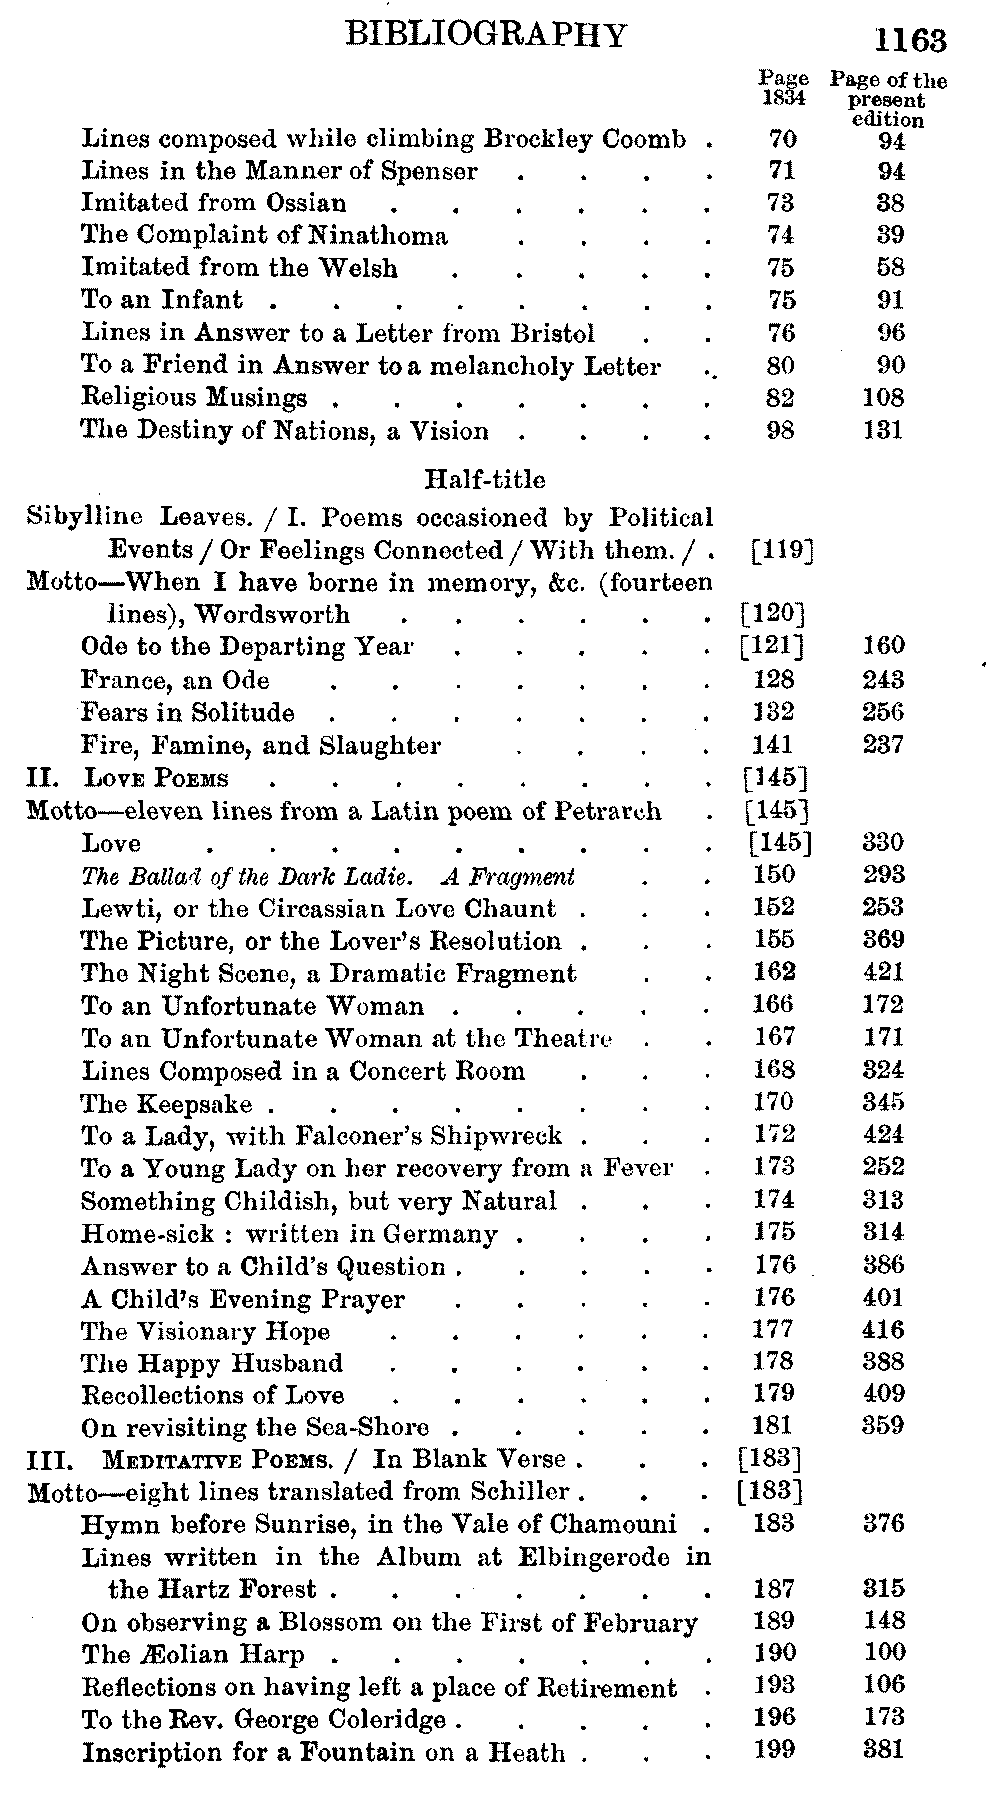 BIBLIOGRAPHY 1163
Page Page of the
1834 present
edition
Lines composed while climbing Brockley Coomb . 70 94
Lines in the Manner of Spenser . . . . 71 94
Imitated from Ossian . . . . . . 73 38
The Complaint of Ninathoma . . . . 74 39
Imitated from the Welsh . . . . . 75 58
To an Infant . . . . . . . . 75 91
Lines in Answer to a Letter from Bristol . . 76 96
To a Friend in Answer to a melancholy Letter . . 80 90
Religious Musings . . . . . . . 82 108
The Destiny of Nations, a Vision . . . . 98 131
Half-title
Sibylline Leaves. / I. Poems occasioned by Political
Events / Or Feelings Connected / With them. / . [119]
Motto—When I have borne in memory, &c. (fourteen
lines), Wordsworth . . . . . . [120]
Ode to the Departing Year . . . . . [121] 160
France, an Ode . . . . . . . 128 243
Fears in Solitude . . . . . . . 132 256
Fire, Famine, and Slaughter . . . . 141 237
II. LOVE POEMS . . . . . . . . [145]
Motto—eleven lines from a Latin poem of Petrarch . [145]
Love . . . . . . . . . [145] 330
The Ballad of the Dark Ladie. A Fragment . . 150 293
Lewti, or the Circassian Love Chaunt . . . 152 253
The Picture, or the Lover's Resolution . . . 155 369
The Night Scene, a Dramatic Fragment . . 162 421
To an Unfortunate Woman . . . . . 166 172
To an Unfortunate Woman at the Theatre . . 167 171
Lines Composed in a Concert Room . . . 168 324
The Keepsake . . . . . . . . 170 345
To a Lady, with Falconer's Shipwreck . . . 172 424
To a Young Lady on her recovery from a Fever . 173 252
Something Childish, but very Natural . . . 174 313
Home-sick : written in Germany . . . . 175 314
Answer to a Child's Question . . . . . 176 386
A Child's Evening Prayer . . . . . 176 401
The Visionary Hope . . . . . . 177 416
The Happy Husband . . . . . . 178 388
Recollections of Love . . . . . . 179 409
On revisiting the Sea-Shore . . . . . 181 359
III. MEDITATIVE POEMS. / In Blank Verse . . . [183]
Motto—eight lines translated from Schiller . . . [183]
Hymn before Sunrise, in the Vale of Chamouni . 183 376
Lines written in the Album at Elbingerode in
the Hartz Forest . . . . . . . 187 315
On observing a Blossom on the First of February 189 148
The Æolian Harp . . . . . . . 190 100
Reflections on having left a place of Retirement . 193 106
To the Rev. George Coleridge . . . . . 196 173
Inscription for a Fountain on a Heath . . . 199 381